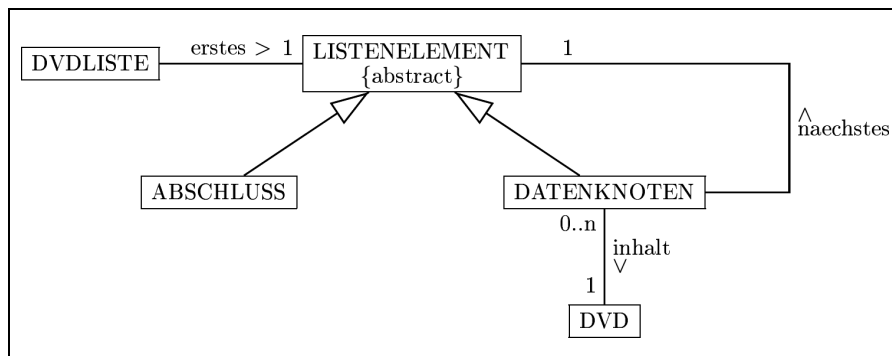 DVDLISTE
erstes > 1
LISTENELEMENT
{abstract}
1
naechstes
ABSCHLUSS
DATENKNOTEN
0..n
inhalt
1
DVD